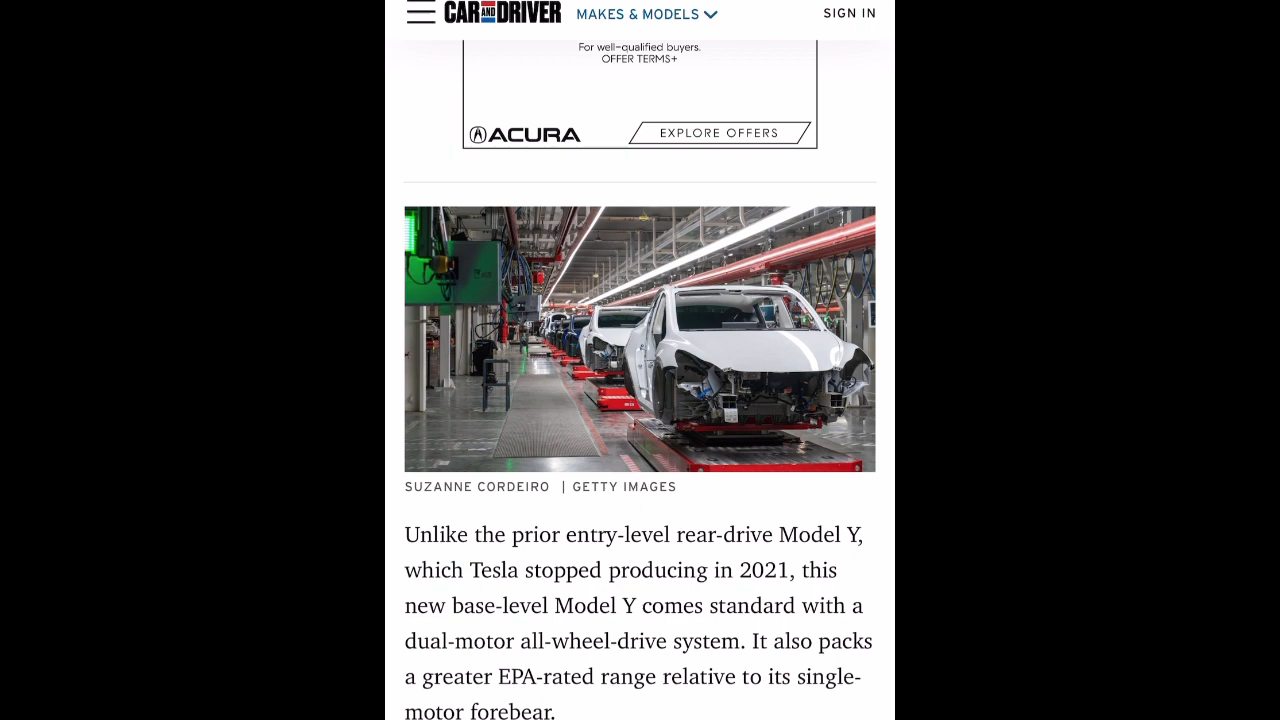 CAR AND DRIVER MAKES & MODELS SIGN IN
For well-qualified buyers.
OFFER TERMS+
ACURA EXPLORE OFFERS
SUZANNE CORDEIRO | GETTY IMAGES
Unlike the prior entry-level rear-drive Model Y,
which Tesla stopped producing in 2021, this
new base-level Model Y comes standard with a
dual-motor all-wheel-drive system. It also packs
a greater EPA-rated range relative to its single-
motor forebear.